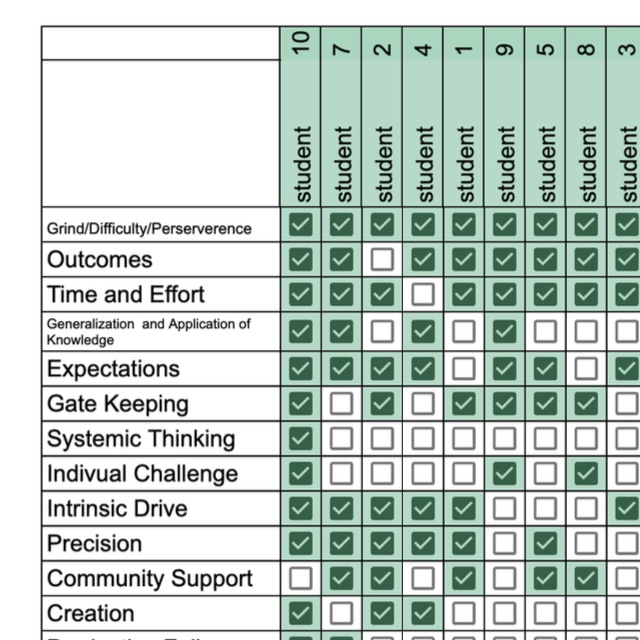 10 7 2 4 1 9 5 8 3
student student student student student student student student student
Grind/Difficulty/Perserverence
Outcomes
Time and Effort
Generalization and Application of
Knowledge
Expectations
Gate Keeping
Systemic Thinking
Indivual Challenge
Intrinsic Drive
Precision
Community Support
Creation